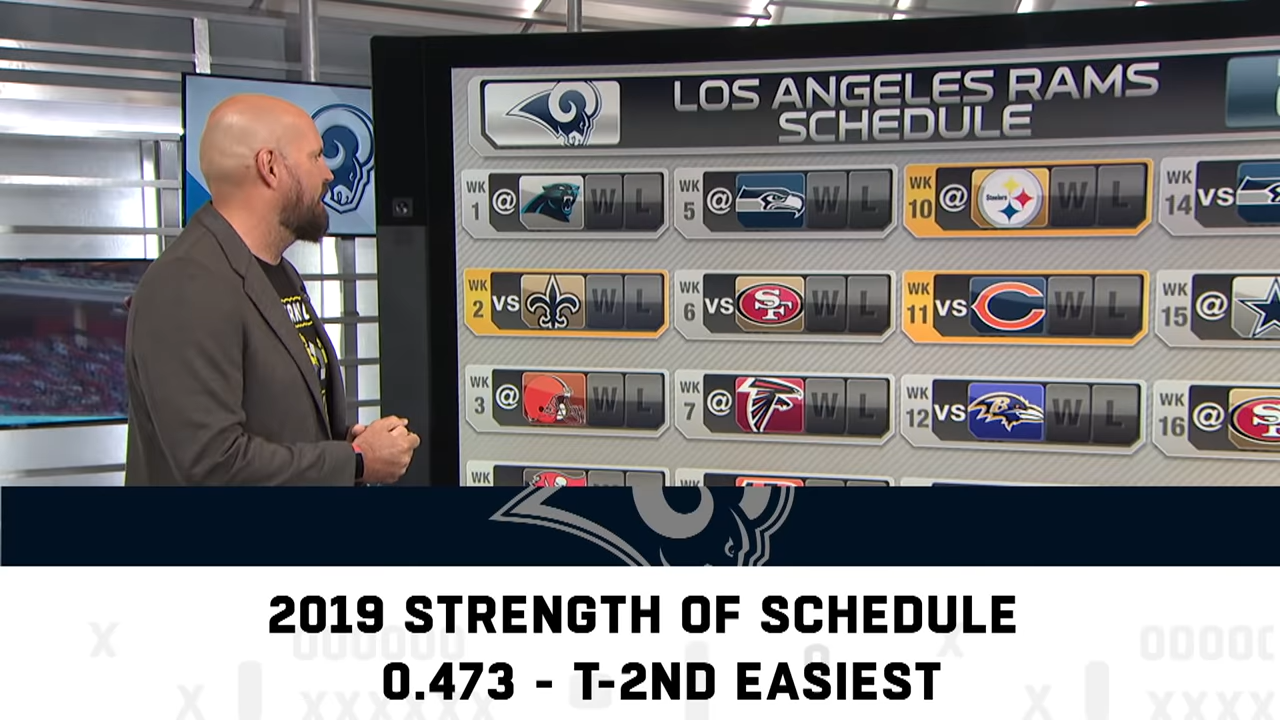 LOS ANGELES RAMS
SCHEDULE
WK 1 @ W L
WK 5 @ W L
WK 10 @ Steelers W L
WK 14 VS
WK 2 VS W L
WK 6 VS SF W L
WK 11 VS C W L
WK 15 @
WK 3 @ W L
WK 7 @ W L
WK 12 VS W L
WK 16 @ SF
WK
WK
2019 STRENGTH OF SCHEDULE
0.473 - T-2ND EASIEST